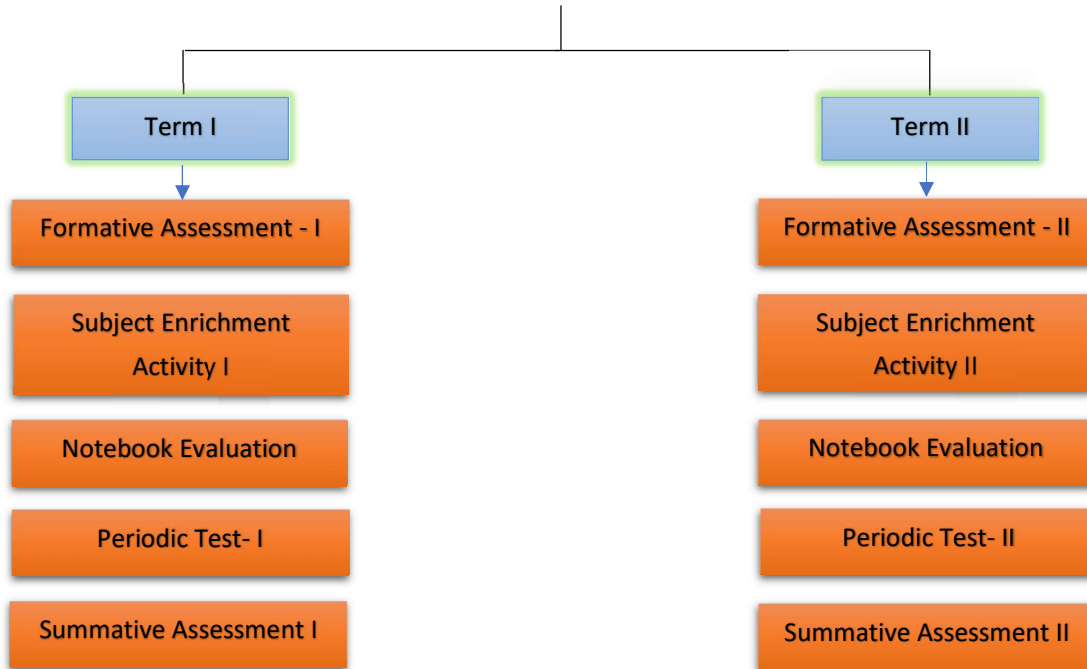 Term I
Formative Assessment - I
Subject Enrichment
Activity I
Notebook Evaluation
Periodic Test- I
Summative Assessment I
Term II
Formative Assessment - II
Subject Enrichment
Activity II
Notebook Evaluation
Periodic Test- II
Summative Assessment II